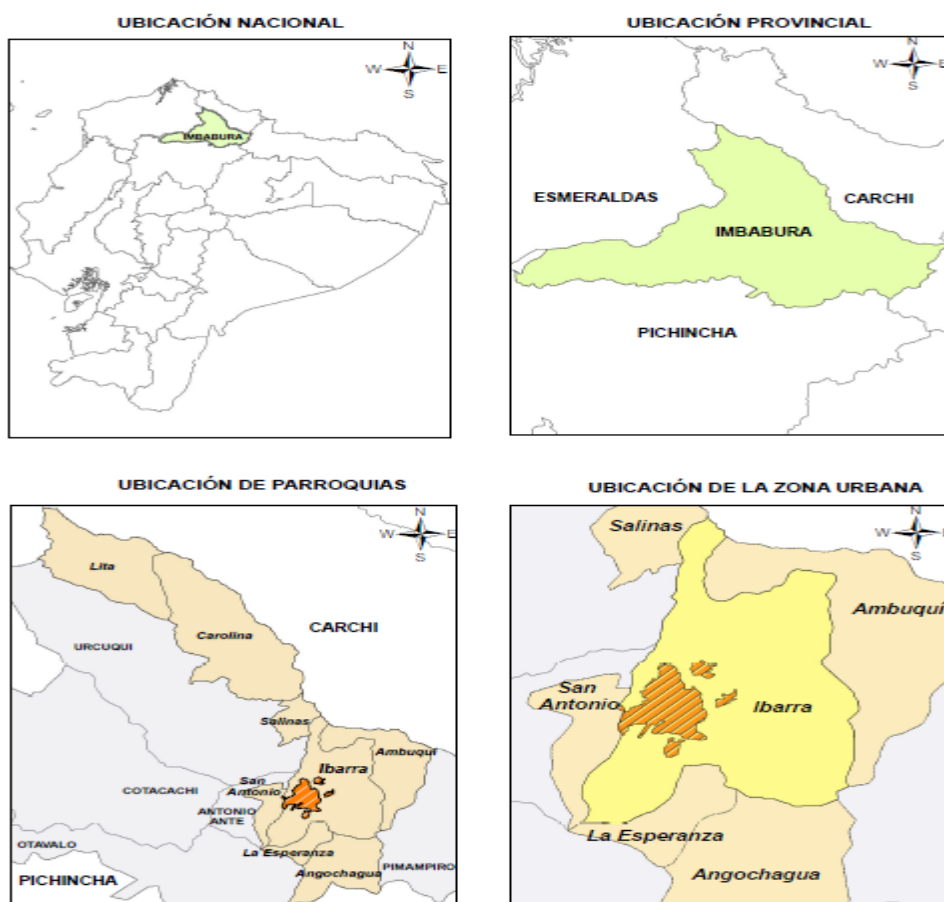 UBICACIÓN NACIONAL
N
W
E
S
IMBABURA
UBICACIÓN PROVINCIAL
N
W
E
S
ESMERALDAS
CARCHI
IMBABURA
PICHINCHA
UBICACIÓN DE PARROQUIAS
N
W
E
S
Lita
Carolina
CARCHI
URCUQUI
Salinas
Ambuquí
Ibarra
San
Antonio
COTACACHI
ANTONIO
ANTE
OTAVALO
La Esperanza
PIMAMPIRO
Angochagua
PICHINCHA
UBICACIÓN DE LA ZONA URBANA
N
W
E
S
Salinas
Ambuquí
San
Antonio
Ibarra
La Esperanza
Angochagua